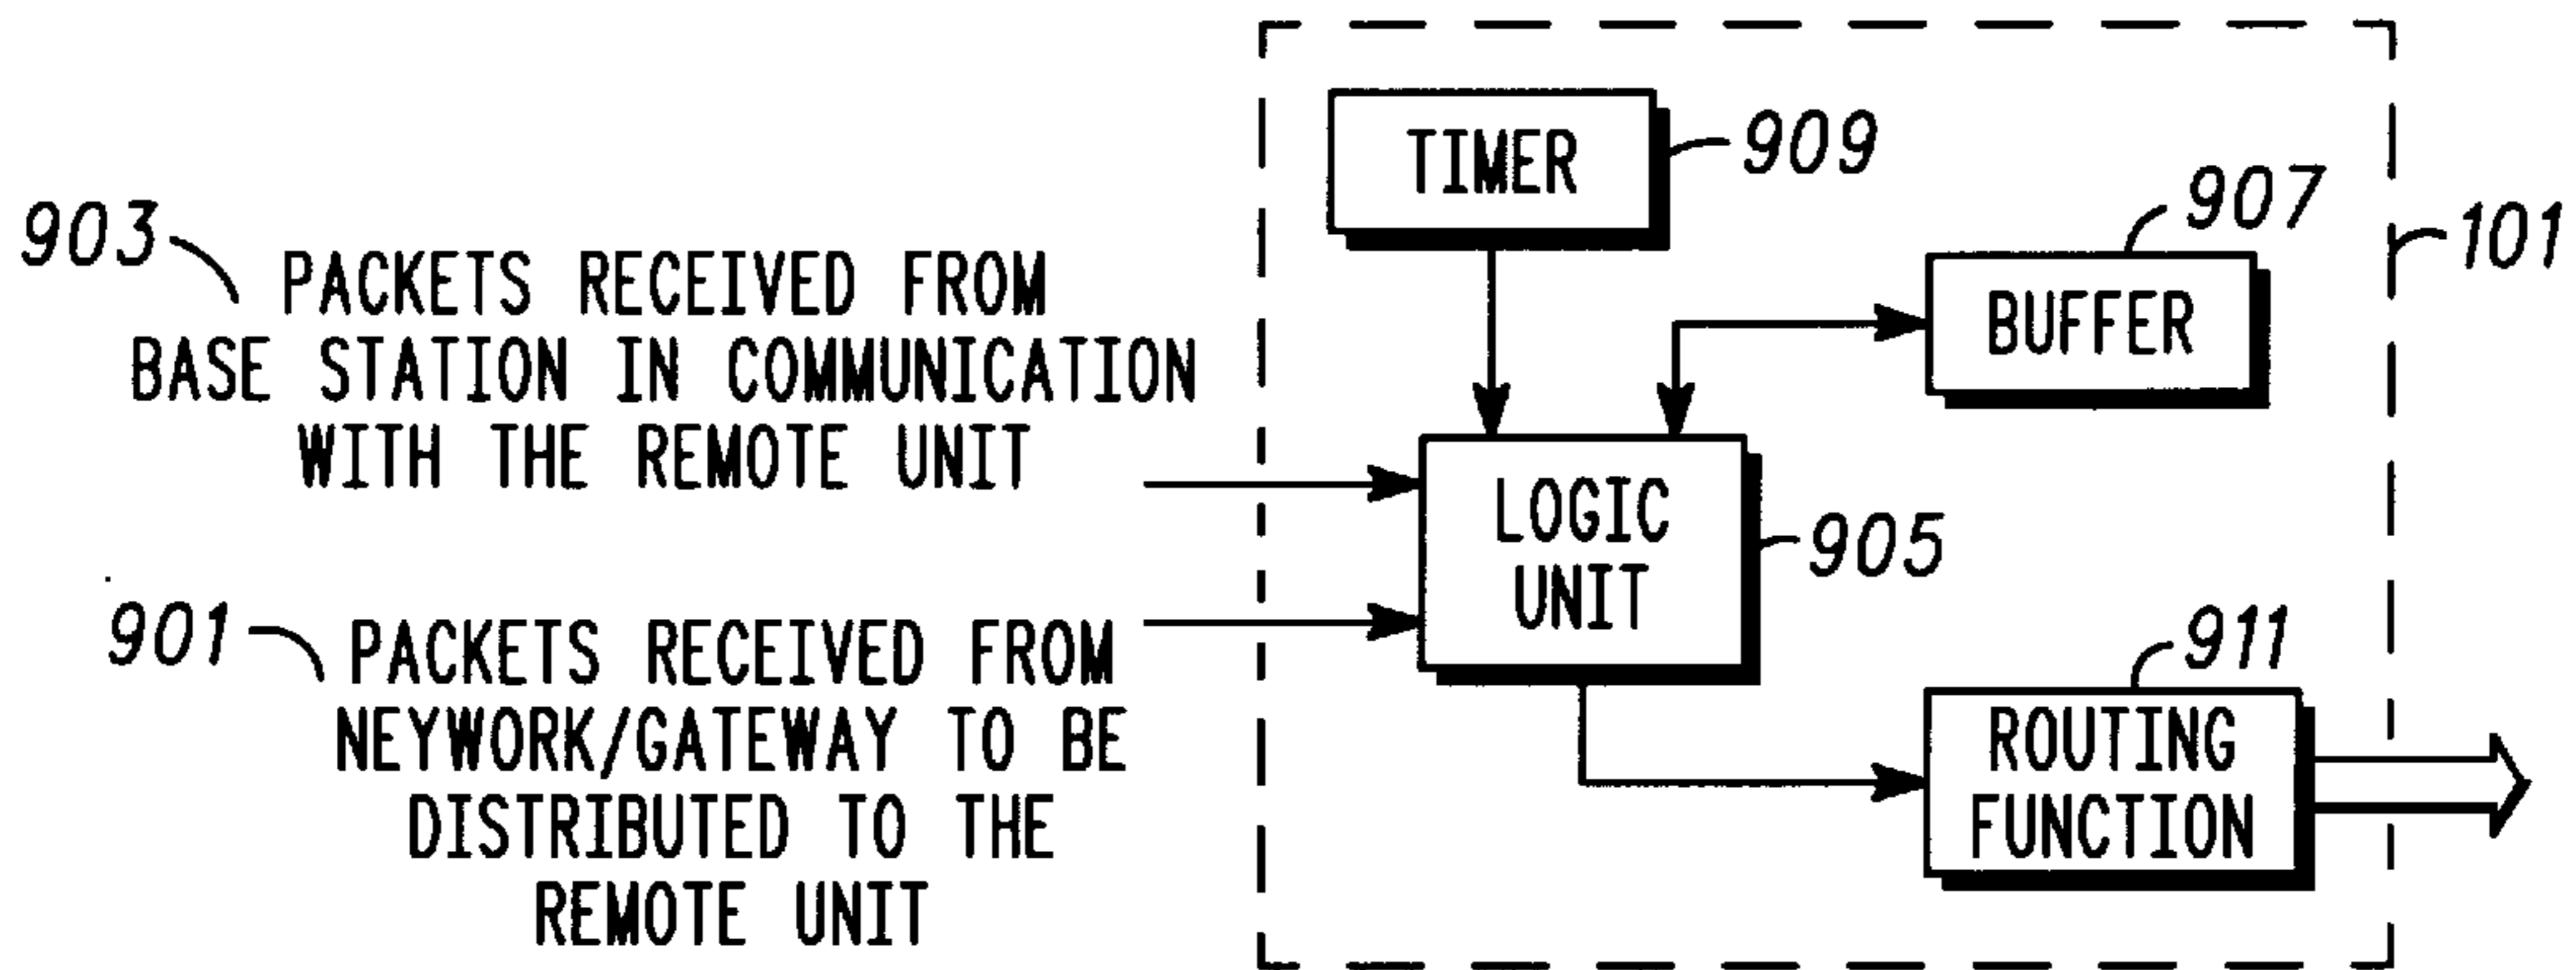 903
PACKETS RECEIVED FROM
BASE STATION IN COMMUNICATION
WITH THE REMOTE UNIT
901
PACKETS RECEIVED FROM
NEYWORK/GATEWAY TO BE
DISTRIBUTED TO THE
REMOTE UNIT
TIMER
909
BUFFER
907
101
LOGIC
UNIT
905
ROUTING
FUNCTION
911